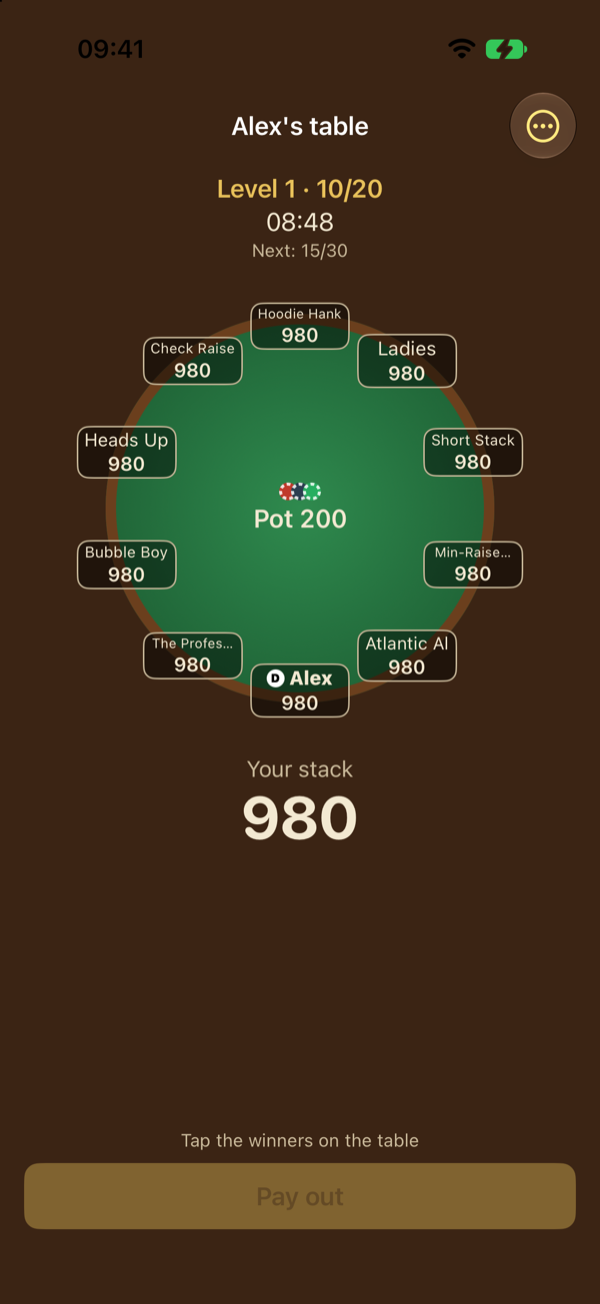 09:41
Alex's table
Level 1 · 10/20
08:48
Next: 15/30
Hoodie Hank
980
Check Raise
980
Ladies
980
Heads Up
980
Short Stack
980
Pot 200
Bubble Boy
980
Min-Raise...
980
The Profes...
980
Atlantic Al
980
D Alex
980
Your stack
980
Tap the winners on the table
Pay out